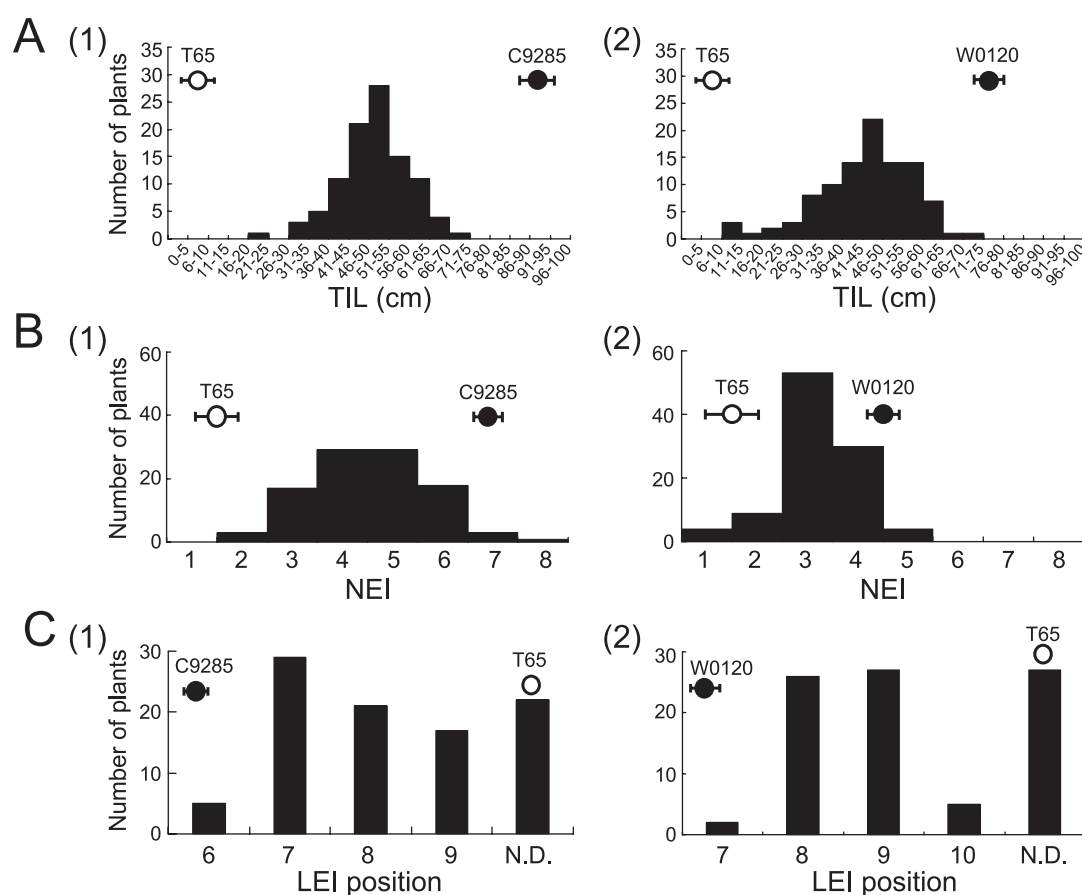 A (1) (2)
T65 C9285
T65 W0120
Number of plants
35
30
25
20
15
10
5
0
0-5 6-10 11-15 16-20 21-25 26-30 31-35 36-40 41-45 46-50 51-55 56-60 61-65 66-70 71-75 76-80 81-85 86-90 91-95 96-100
TIL (cm)
35
30
25
20
15
10
5
0
0-5 6-10 11-15 16-20 21-25 26-30 31-35 36-40 41-45 46-50 51-55 56-60 61-65 66-70 71-75 76-80 81-85 86-90 91-95 96-100
TIL (cm)
B (1) (2)
T65 C9285
T65 W0120
Number of plants
60
40
20
0
1 2 3 4 5 6 7 8
NEI
60
40
20
0
1 2 3 4 5 6 7 8
NEI
C (1) (2)
C9285 T65
W0120 T65
Number of plants
30
20
10
0
6 7 8 9 N.D.
LEI position
30
20
10
0
7 8 9 10 N.D.
LEI position